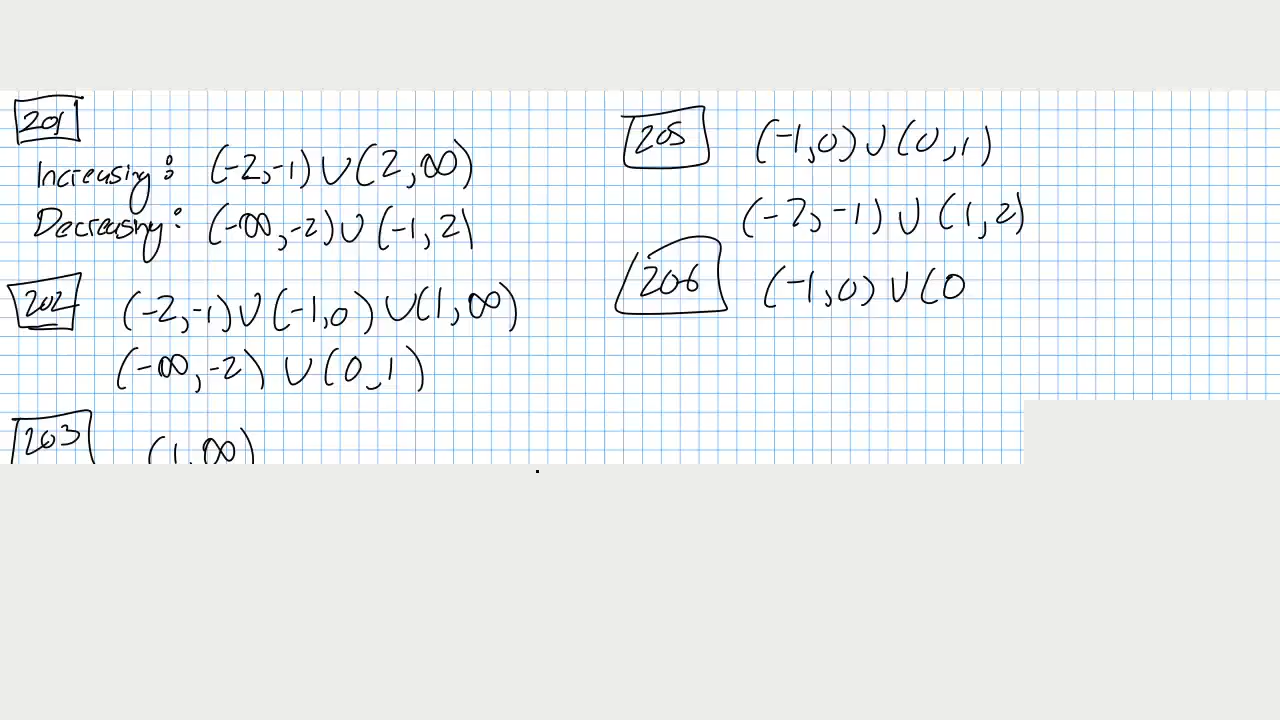 201
Increasing: (-2,-1) ∪ (2,∞)
Decreasing: (-∞,-2) ∪ (-1,2)
202 (-2,-1) ∪ (-1,0) ∪ (1,∞)
(-∞,-2) ∪ (0,1)
203 (1,∞)
205 (-1,0) ∪ (0,1)
(-2,-1) ∪ (1,2)
206 (-1,0) ∪ (0